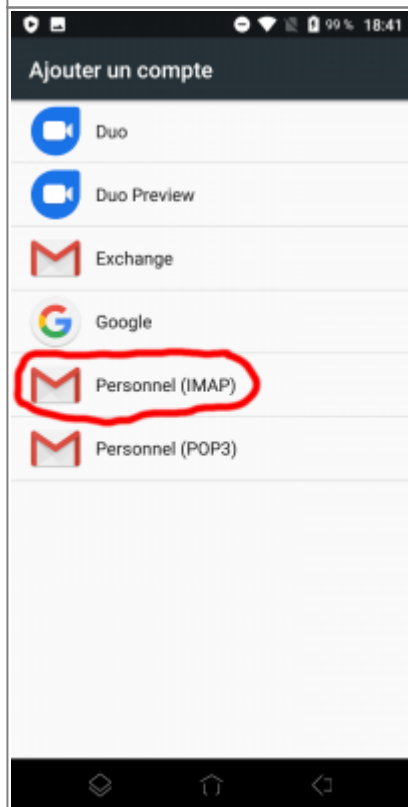 99 % 18:41
Ajouter un compte
Duo
Duo Preview
Exchange
Google
Personnel (IMAP)
Personnel (POP3)